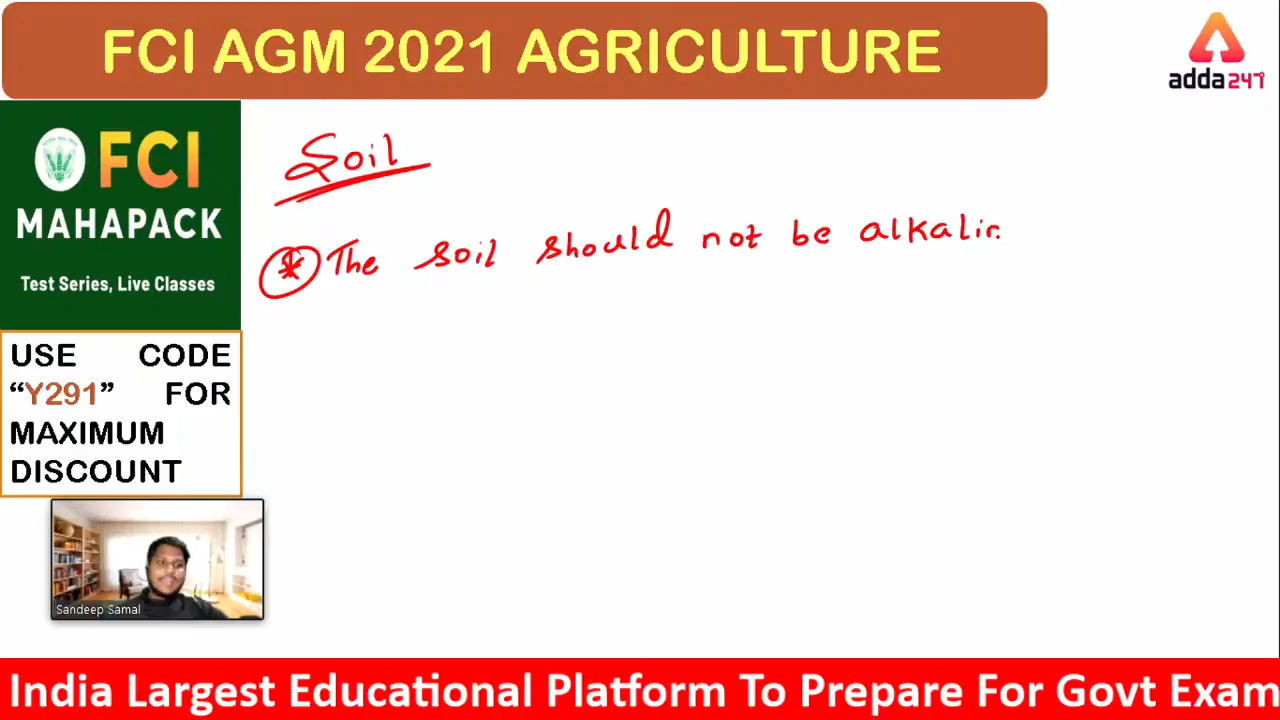 FCI AGM 2021 AGRICULTURE
adda247
FCI
MAHAPACK
Test Series, Live Classes
USE CODE
“Y291” FOR
MAXIMUM
DISCOUNT
Soil
* The soil should not be alkalin
Sandeep Samal
India Largest Educational Platform To Prepare For Govt Exam